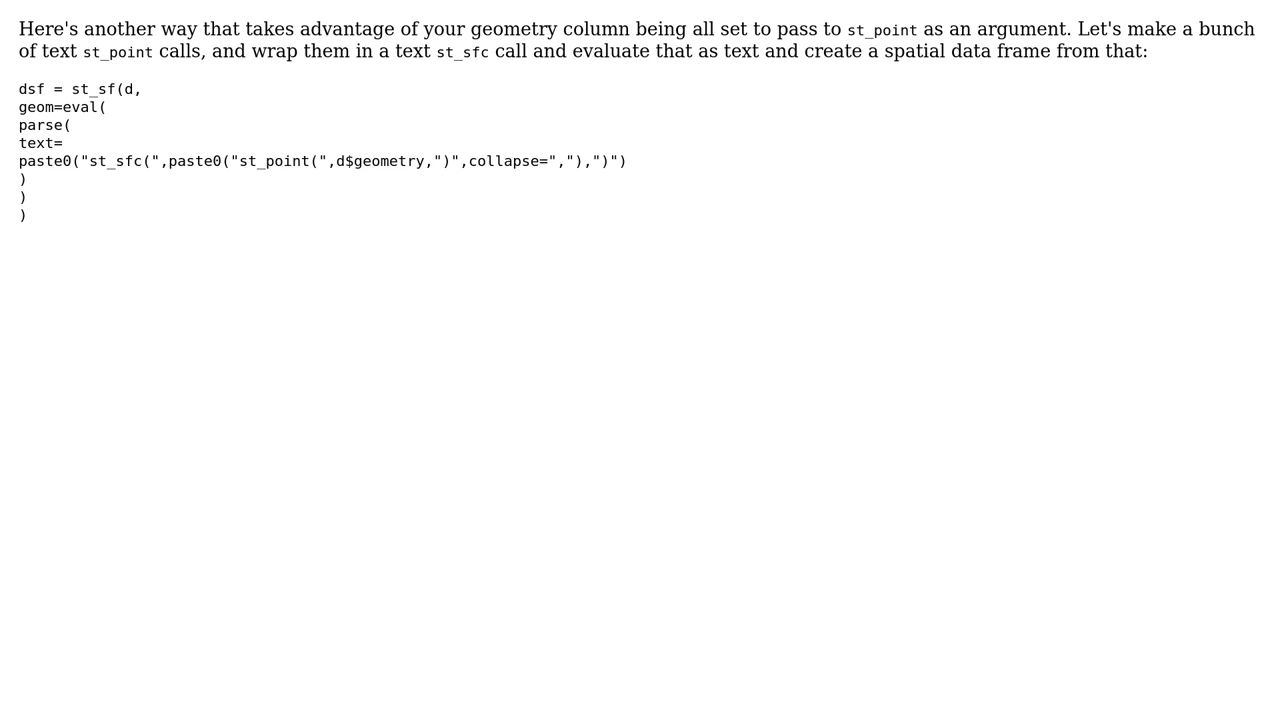 Here's another way that takes advantage of your geometry column being all set to pass to st_point as an argument. Let's make a bunch
of text st_point calls, and wrap them in a text st_sfc call and evaluate that as text and create a spatial data frame from that:
dsf = st_sf(d,
geom=eval(
parse(
text=
paste0("st_sfc(",paste0("st_point(",d$geometry,")",collapse=","),")")
)
)
)